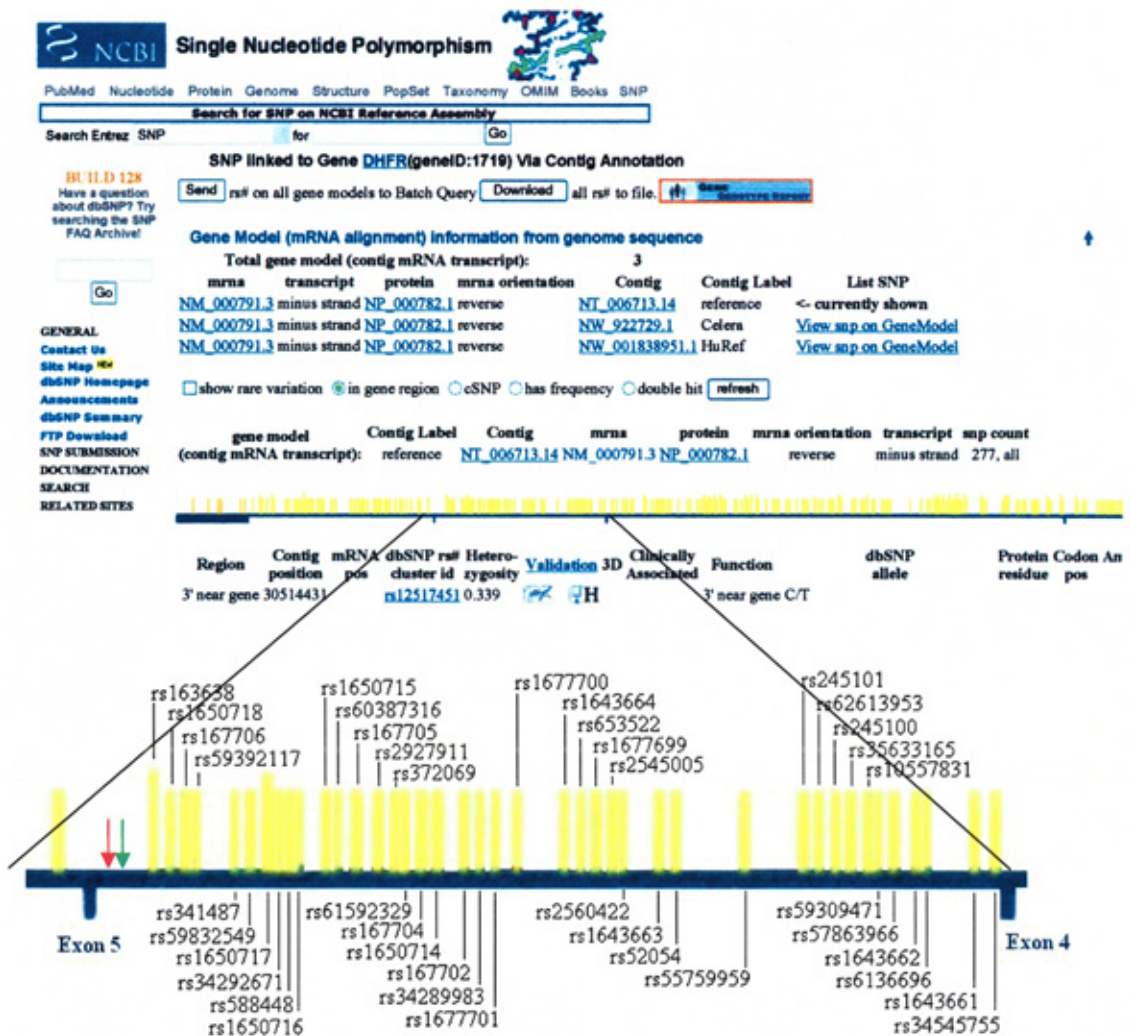 NCBI Single Nucleotide Polymorphism
PubMed Nucleotide Protein Genome Structure PopSet Taxonomy OMIM Books SNP
Search for SNP on NCBI Reference Assembly
Search Entrez SNP for Go
SNP linked to Gene DHFR(geneID:1719) Via Contig Annotation
BUILD 128
Have a question
about dbSNP? Try
searching the SNP
FAQ Archive!
Go
Send rs# on all gene models to Batch Query Download all rs# to file. Gene Genotype Report
Gene Model (mRNA alignment) information from genome sequence
Total gene model (contig mRNA transcript): 3
mrna transcript protein mrna orientation Contig Contig Label List SNP
NM_000791.3 minus strand NP_000782.1 reverse NT_006713.14 reference <- currently shown
NM_000791.3 minus strand NP_000782.1 reverse NW_922729.1 Celera View snp on GeneModel
NM_000791.3 minus strand NP_000782.1 reverse NW_001838951.1 HuRef View snp on GeneModel
GENERAL
Contact Us
Site Map NEW
dbSNP Homepage
Announcements
dbSNP Summary
FTP Download
SNP SUBMISSION
DOCUMENTATION
SEARCH
RELATED SITES
show rare variation in gene region cSNP has frequency double hit refresh
gene model Contig Label Contig mrna protein mrna orientation transcript snp count
(contig mRNA transcript): reference NT_006713.14 NM_000791.3 NP_000782.1 reverse minus strand 277, all
Region Contig position mRNA pos dbSNP rs# cluster id Hetero-zygosity Validation 3D Clinically Associated Function dbSNP allele Protein residue Codon pos An
3' near gene 30514431 rs12517451 0.339 H 3' near gene C/T
rs163638
rs1650718
rs167706
rs59392117
rs1650715
rs60387316
rs167705
rs2927911
rs372069
rs1677700
rs1643664
rs653522
rs1677699
rs2545005
rs245101
rs62613953
rs245100
rs35633165
rs10557831
Exon 5
rs341487
rs59832549
rs1650717
rs34292671
rs588448
rs1650716
rs61592329
rs167704
rs1650714
rs167702
rs34289983
rs1677701
rs2560422
rs1643663
rs52054
rs55759959
rs59309471
rs57863966
rs1643662
rs6136696
rs1643661
rs34545755
Exon 4